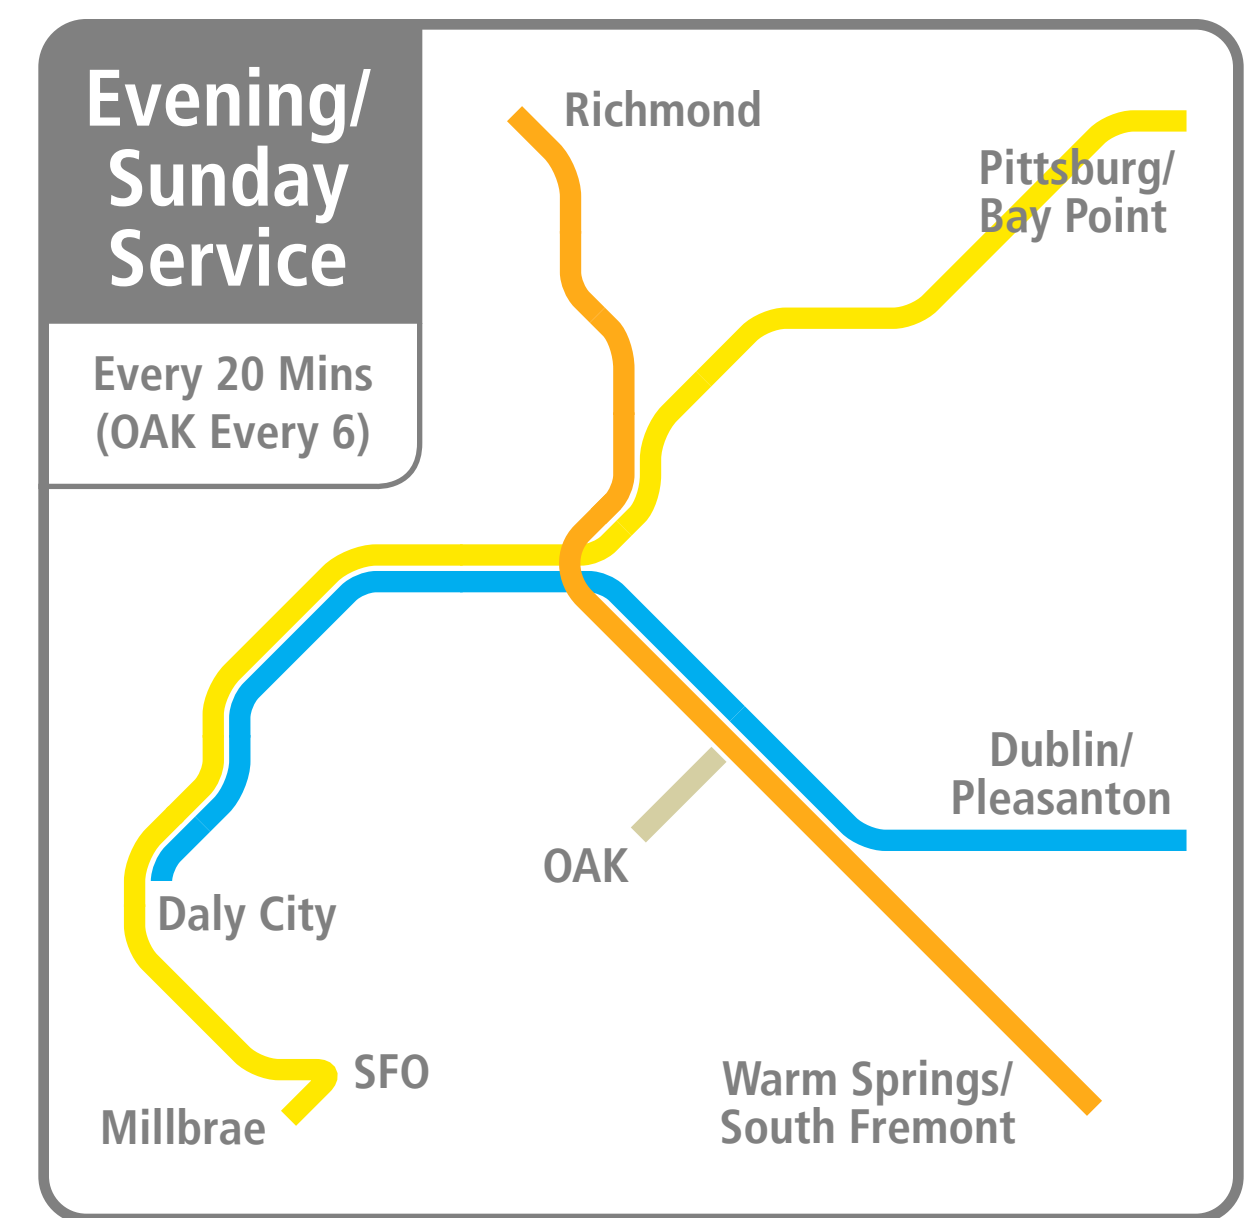 Evening/
Sunday
Service
Every 20 Mins
(OAK Every 6)
Richmond
Pittsburg/
Bay Point
Dublin/
Pleasanton
OAK
Daly City
SFO
Millbrae
Warm Springs/
South Fremont